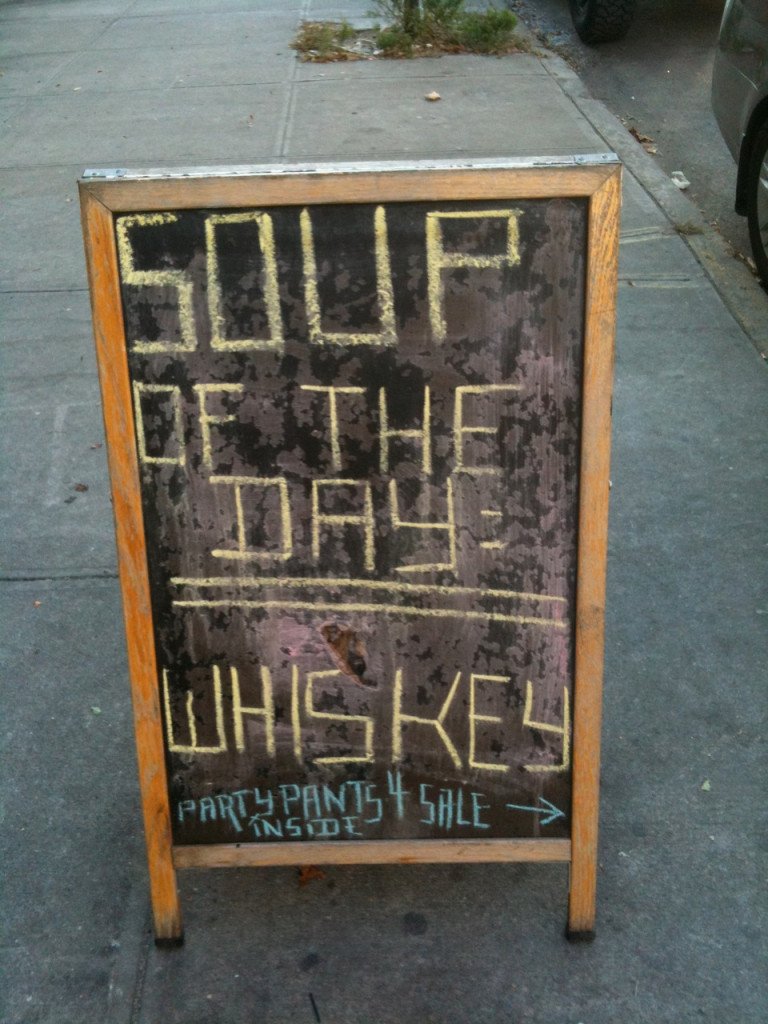 SOUP
OF THE
DAY:
WHISKEY
PARTY PANTS 4 SALE →
INSIDE